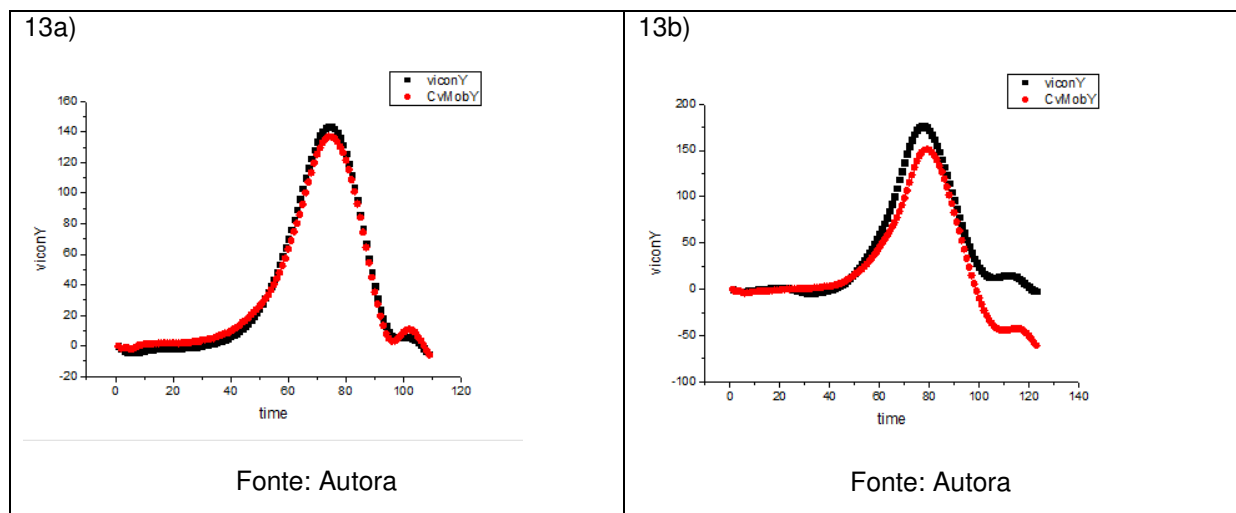 13a)
viconY
CvMobY
160
140
120
100
80
60
40
20
0
-20
viconY
0 20 40 60 80 100 120
time
Fonte: Autora
13b)
viconY
CvMobY
200
150
100
50
0
-50
-100
viconY
0 20 40 60 80 100 120 140
time
Fonte: Autora